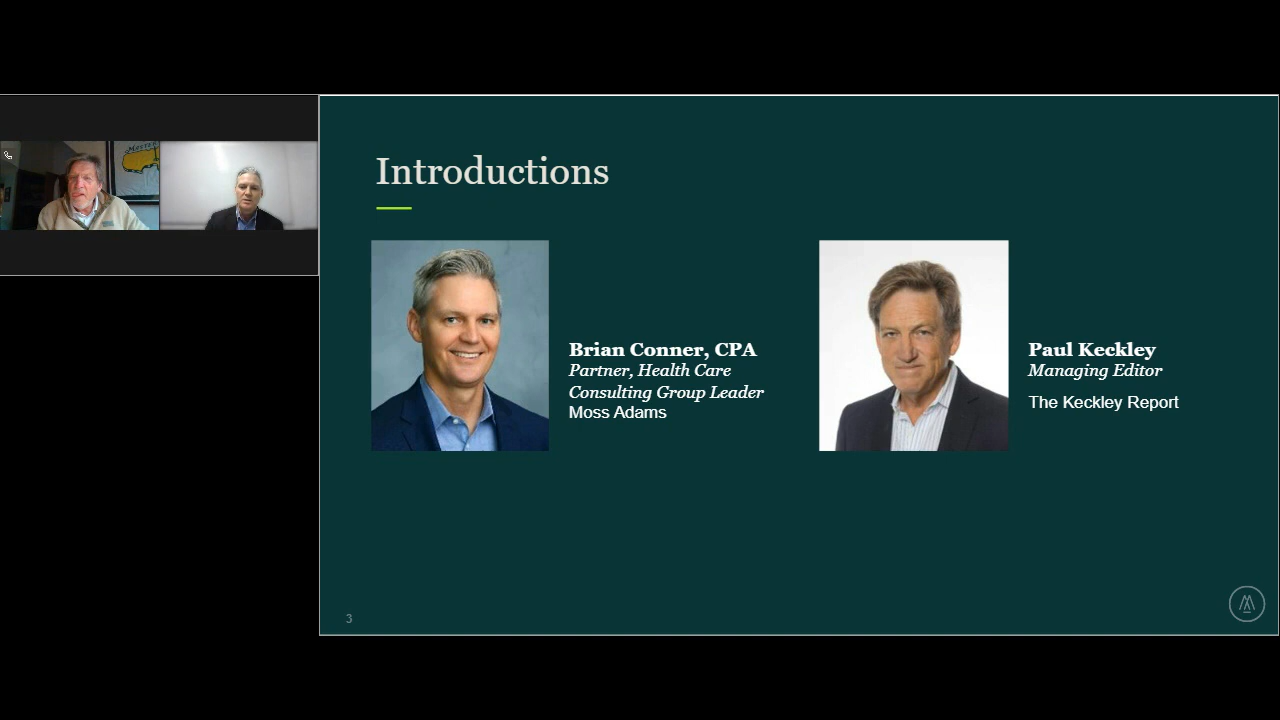 Introductions
Brian Conner, CPA
Partner, Health Care
Consulting Group Leader
Moss Adams
Paul Keckley
Managing Editor
The Keckley Report
3